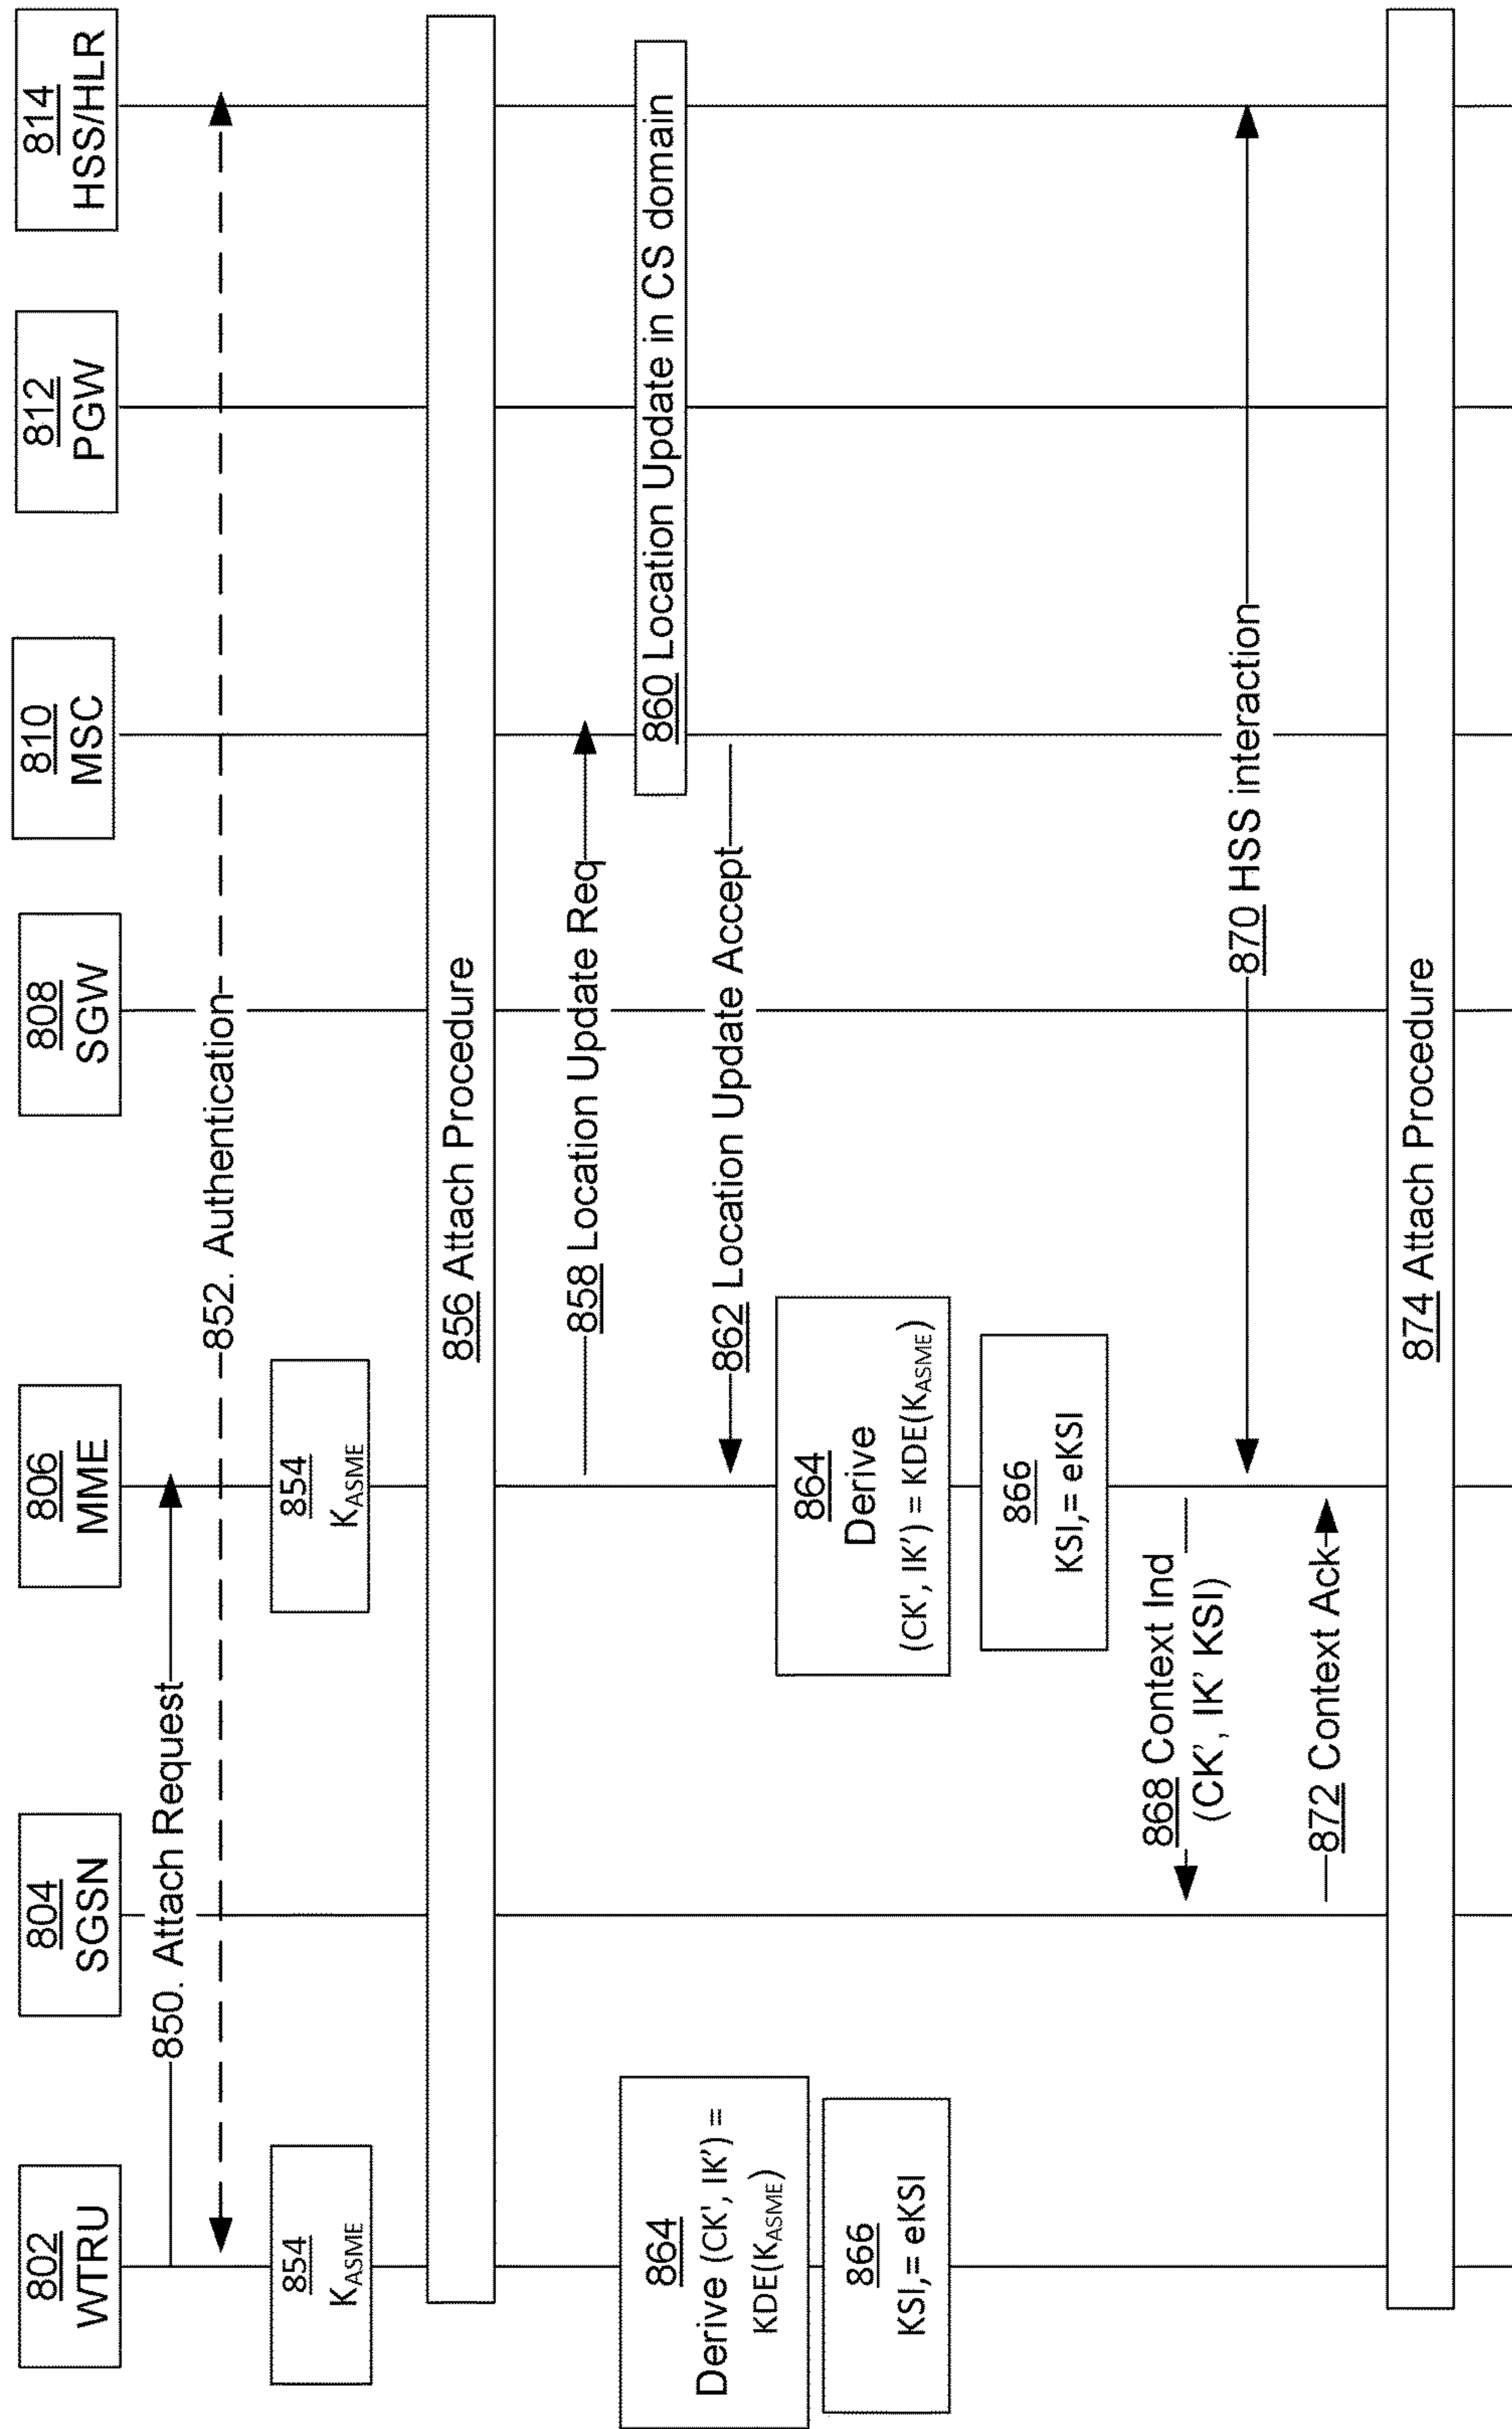 802
WTRU
804
SGSN
806
MME
808
SGW
810
MSC
812
PGW
814
HSS/HLR
850. Attach Request
852. Authentication
854
KASME
854
KASME
856 Attach Procedure
858 Location Update Req
860 Location Update in CS domain
862 Location Update Accept
864
Derive (CK', IK') =
KDE(KASME)
866
KSI,= eKSI
864
Derive
(CK', IK') = KDE(KASME)
866
KSI,= eKSI
868 Context Ind
(CK', IK' KSI)
870 HSS interaction
872 Context Ack
874 Attach Procedure